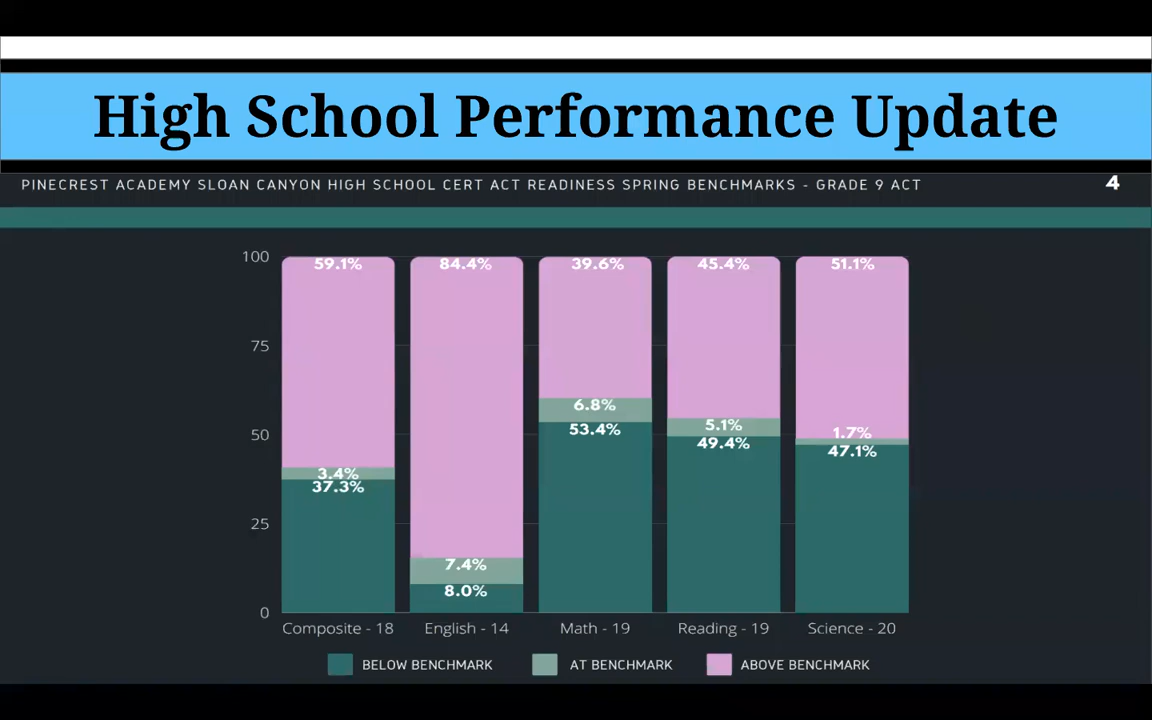 High School Performance Update
PINECREST ACADEMY SLOAN CANYON HIGH SCHOOL CERT ACT READINESS SPRING BENCHMARKS - GRADE 9 ACT 4
100 59.1% 84.4% 39.6% 45.4% 51.1%
75
6.8%
53.4% 5.1% 49.4% 1.7% 47.1%
50
3.4%
37.3%
25
7.4%
8.0%
0
Composite - 18 English - 14 Math - 19 Reading - 19 Science - 20
BELOW BENCHMARK AT BENCHMARK ABOVE BENCHMARK